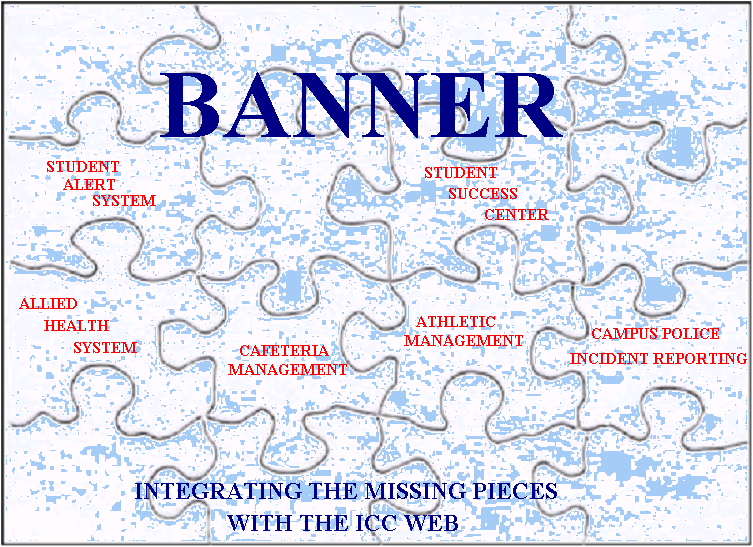 BANNER
STUDENT
ALERT
SYSTEM
STUDENT
SUCCESS
CENTER
ALLIED
HEALTH
SYSTEM
CAFETERIA
MANAGEMENT
ATHLETIC
MANAGEMENT
CAMPUS POLICE
INCIDENT REPORTING
INTEGRATING THE MISSING PIECES
WITH THE ICC WEB